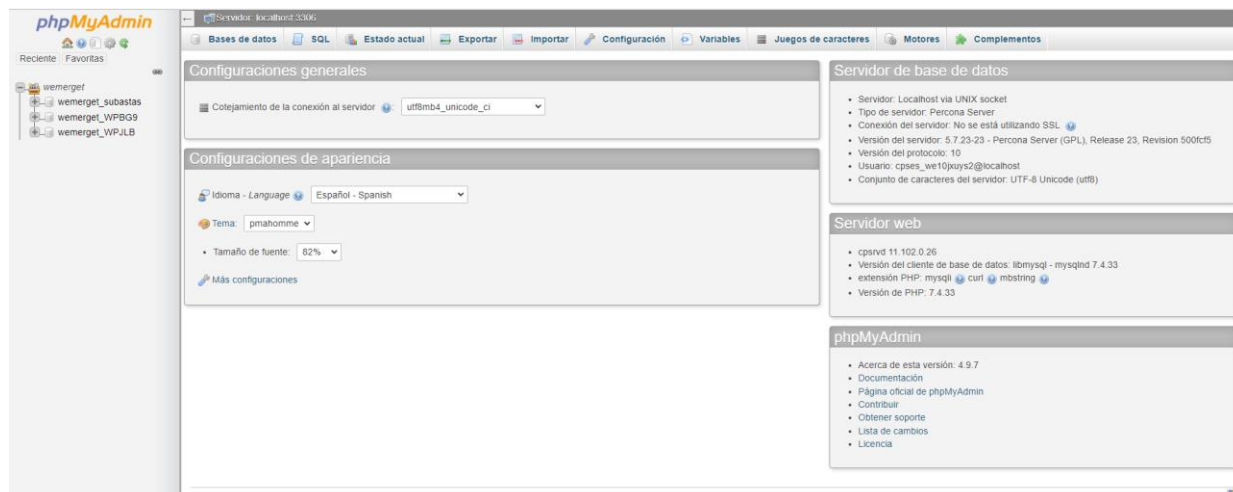 phpMyAdmin
Reciente Favoritas
wemerget
wemerget_subastas
wemerget_WPBG9
wemerget_WPJLB
Servidor: localhost:3306
Bases de datos SQL Estado actual Exportar Importar Configuración Variables Juegos de caracteres Motores Complementos
Configuraciones generales
Cotejamiento de la conexión al servidor utf8mb4_unicode_ci
Configuraciones de apariencia
Idioma - Language Español - Spanish
Tema: pmahomme
Tamaño de fuente: 82%
Más configuraciones
Servidor de base de datos
Servidor: Localhost via UNIX socket
Tipo de servidor: Percona Server
Conexión del servidor: No se está utilizando SSL
Versión del servidor: 5.7.23-23 - Percona Server (GPL), Release 23, Revision 500fcf5
Versión del protocolo: 10
Usuario: cpses_we10jxuys2@localhost
Conjunto de caracteres del servidor: UTF-8 Unicode (utf8)
Servidor web
cpsrvd 11.102.0.26
Versión del cliente de base de datos: libmysql - mysqlnd 7.4.33
extensión PHP: mysqli curl mbstring
Versión de PHP: 7.4.33
phpMyAdmin
Acerca de esta versión: 4.9.7
Documentación
Página oficial de phpMyAdmin
Contribuir
Obtener soporte
Lista de cambios
Licencia